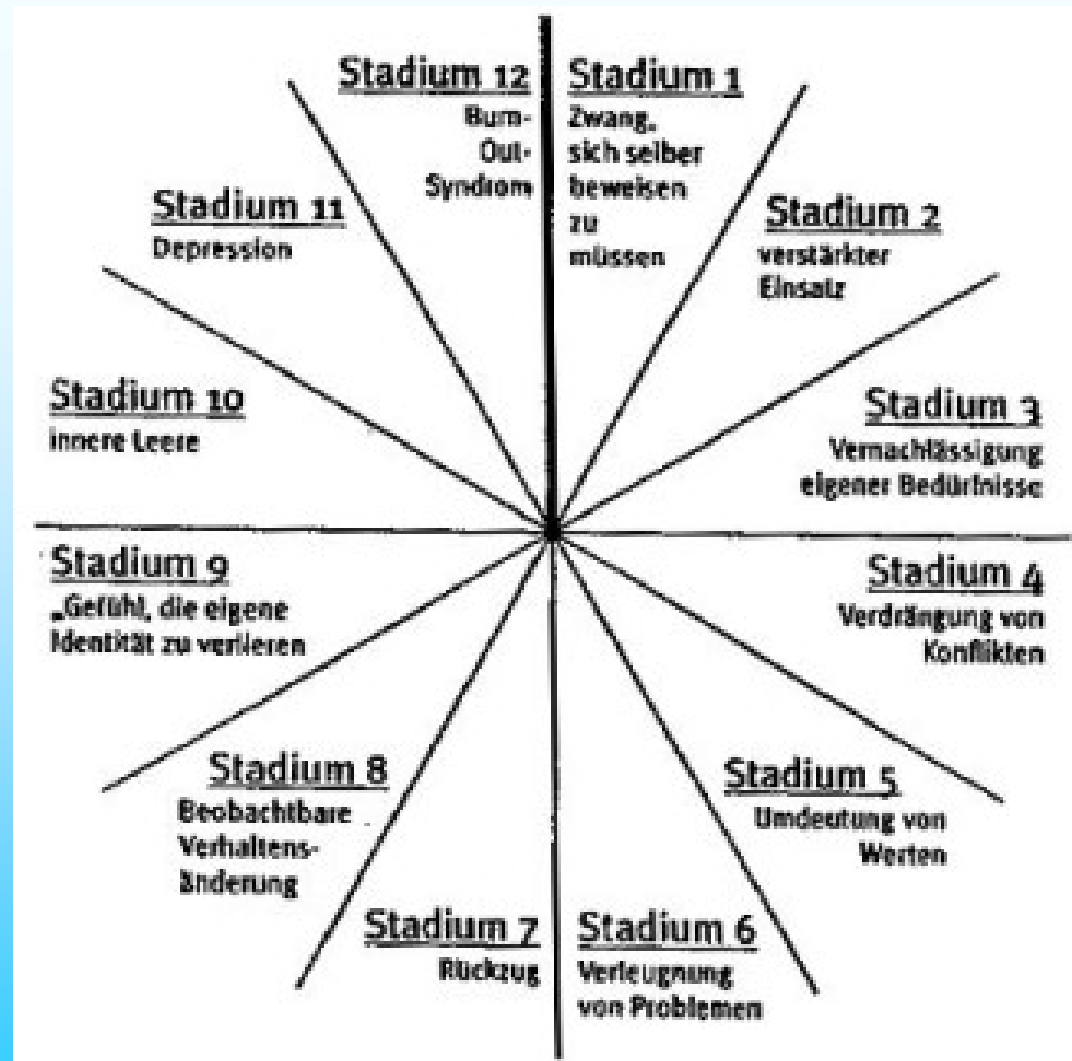 Stadium 1
Zwang,
sich selber
beweisen
zu
müssen
Stadium 2
verstärkter
Einsatz
Stadium 3
Vernachlässigung
eigener Bedürfnisse
Stadium 4
Verdrängung von
Konflikten
Stadium 5
Umdeutung von
Werten
Stadium 6
Verleugnung
von Problemen
Stadium 7
Rückzug
Stadium 8
Beobachtbare
Verhaltens-
änderung
Stadium 9
„Gefühl, die eigene
Identität zu verlieren
Stadium 10
innere Leere
Stadium 11
Depression
Stadium 12
Burn-
Out-
Syndrom